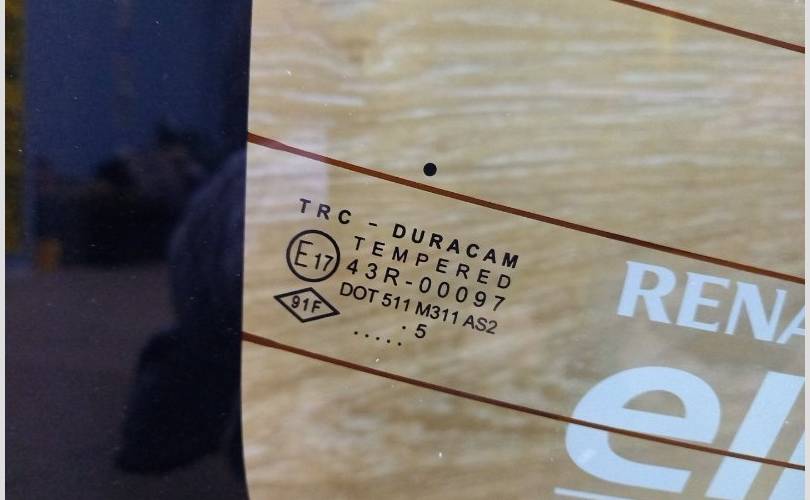 TRC - DURACAM
TEMPERED
E17
43R-00097
91F
DOT 511 M311 AS2
..... . 5
RENA
el